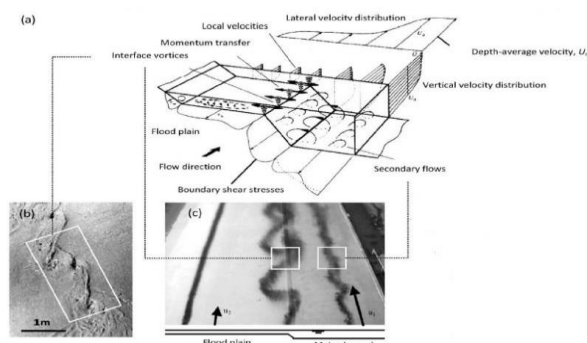 (a)
Lateral velocity distribution
Local velocities
Momentum transfer
Interface vortices
Depth-average velocity, U
Vertical velocity distribution
Flood plain
Flow direction
Boundary shear stresses
Secondary flows
(b)
1m
(c)
Flood plain